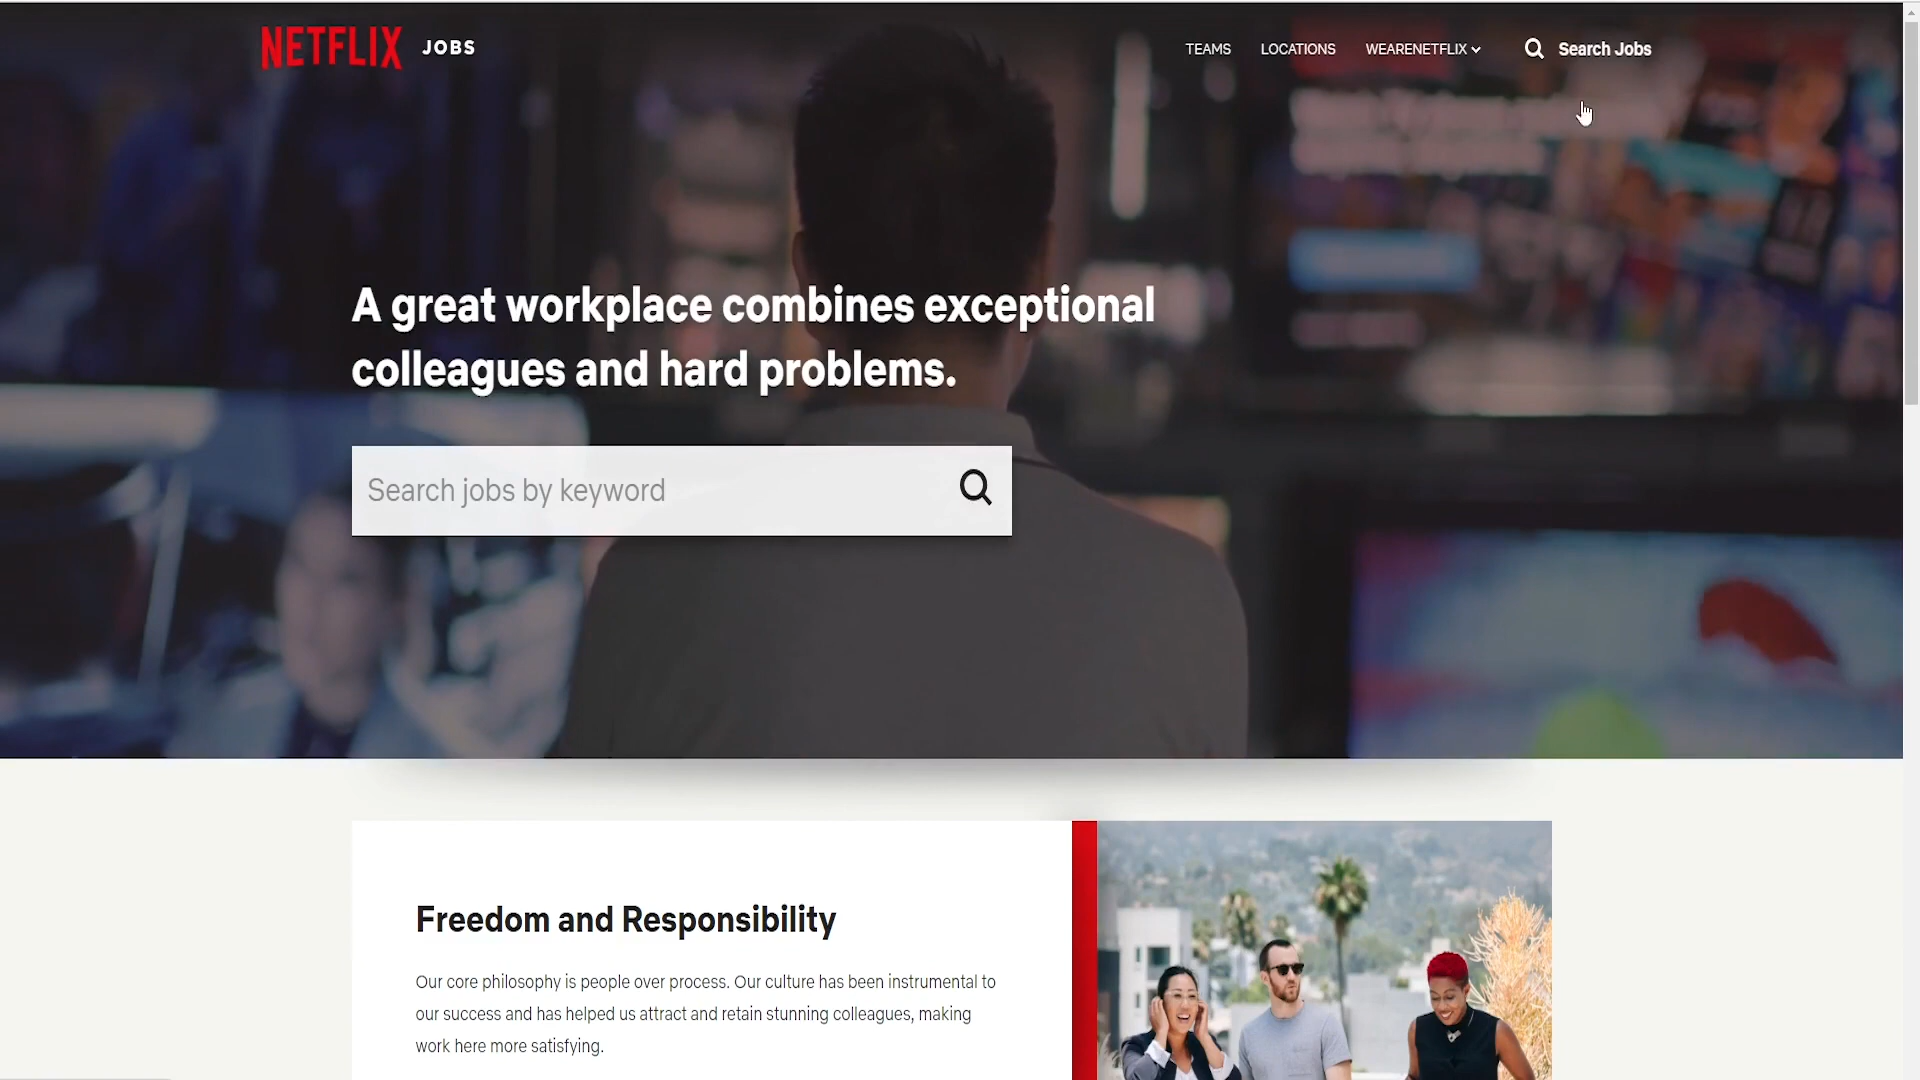 NETFLIX JOBS
TEAMS LOCATIONS WEARENETFLIX Search Jobs
A great workplace combines exceptional
colleagues and hard problems.
Search jobs by keyword
Freedom and Responsibility
Our core philosophy is people over process. Our culture has been instrumental to
our success and has helped us attract and retain stunning colleagues, making
work here more satisfying.